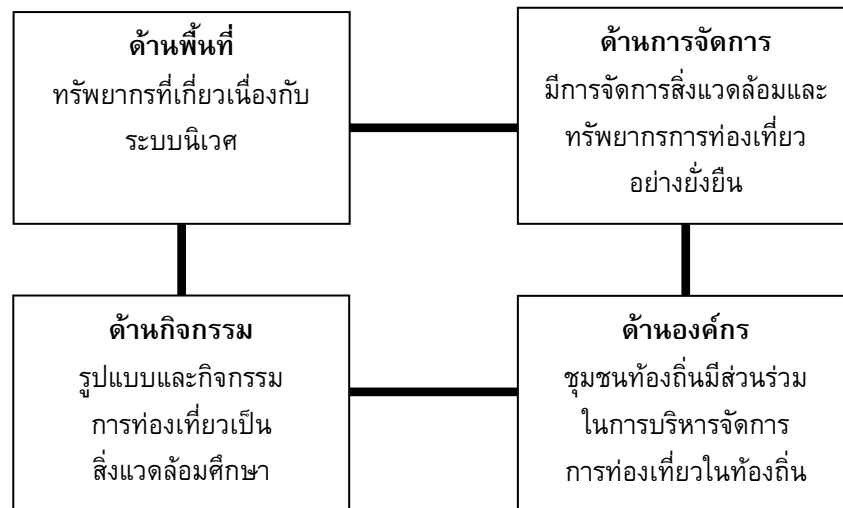 ด้านพื้นที่
ทรัพยากรที่เกี่ยวเนื่องกับ
ระบบนิเวศ
ด้านการจัดการ
มีการจัดการสิ่งแวดล้อมและ
ทรัพยากรการท่องเที่ยว
อย่างยั่งยืน
ด้านกิจกรรม
รูปแบบและกิจกรรม
การท่องเที่ยวเป็น
สิ่งแวดล้อมศึกษา
ด้านองค์กร
ชุมชนท้องถิ่นมีส่วนร่วม
ในการบริหารจัดการ
การท่องเที่ยวในท้องถิ่น